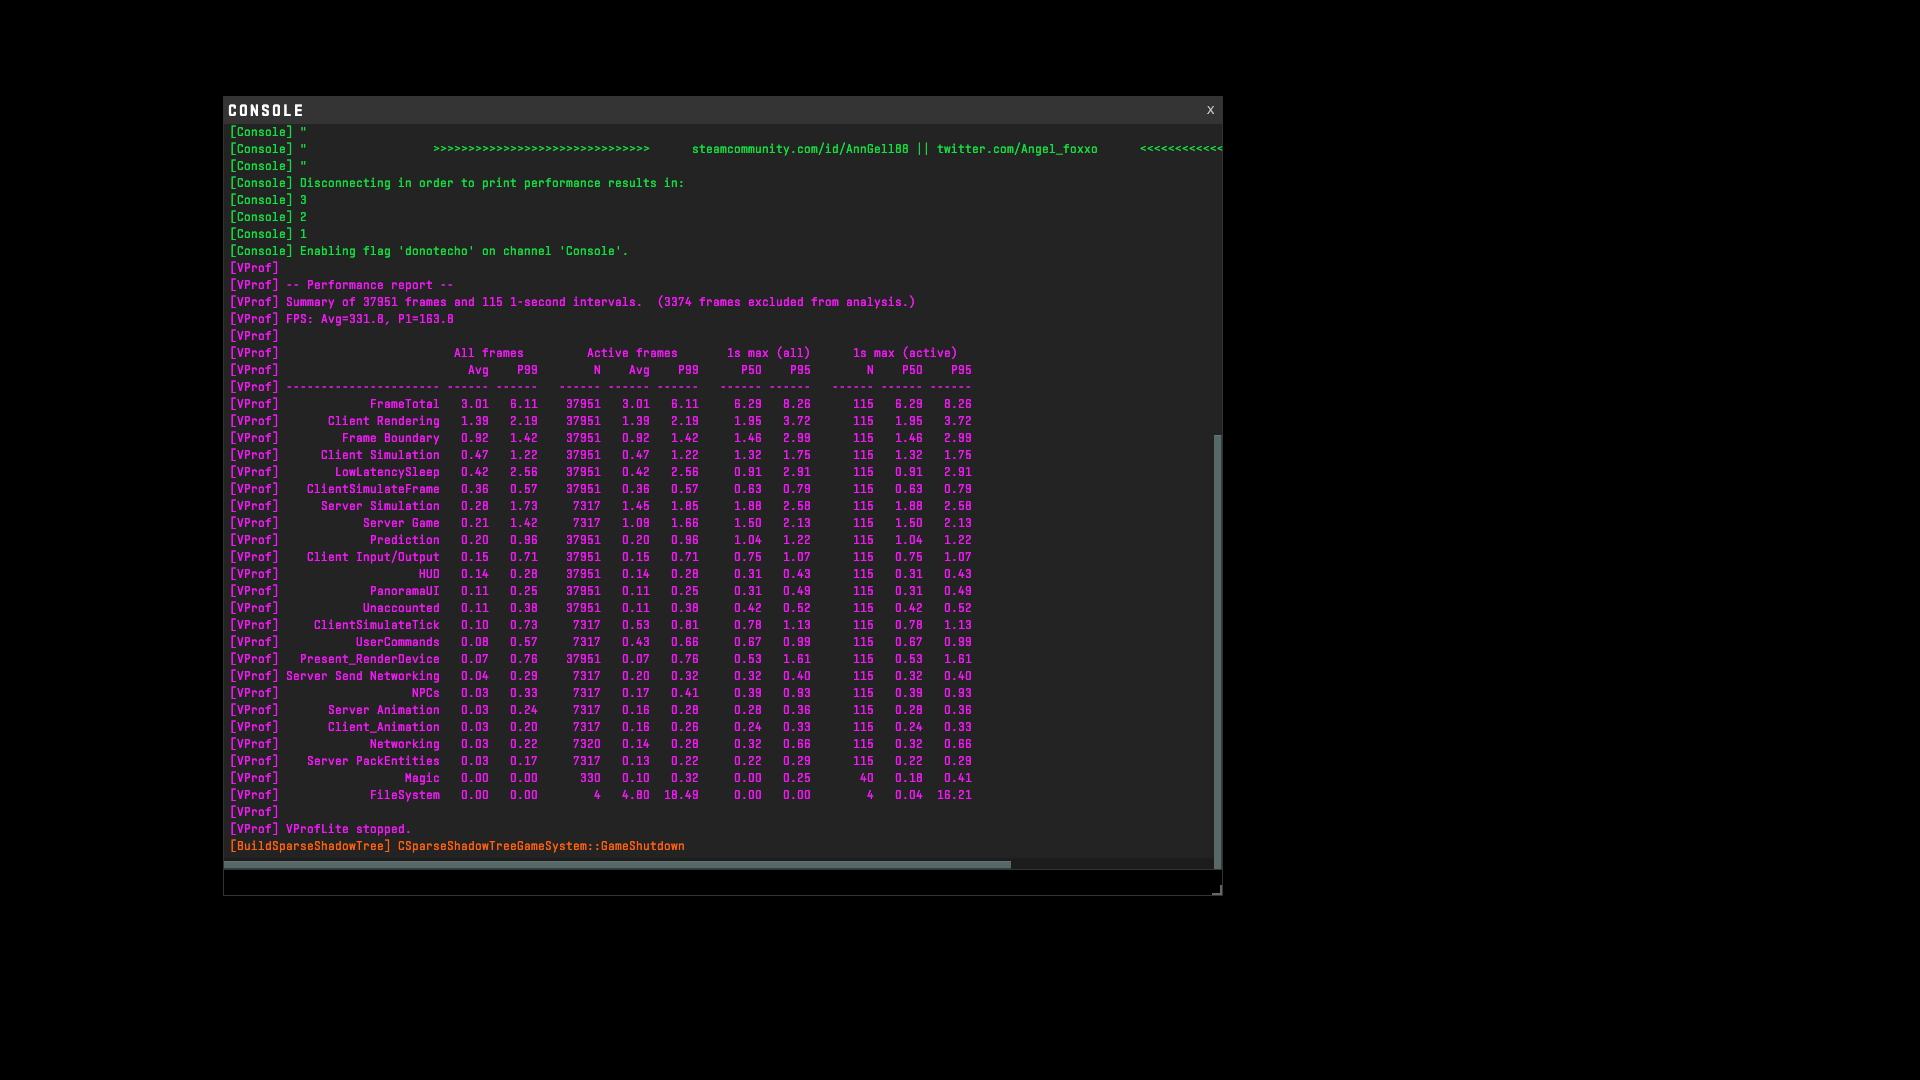 CONSOLE X
[Console] "
[Console] " >>>>>>>>>>>>>>>>>>>>>>>>>>>>>>> steamcommunity.com/id/AnnGell88 || twitter.com/Angel_foxxo <<<<<<<<<<<<
[Console] "
[Console] Disconnecting in order to print performance results in:
[Console] 3
[Console] 2
[Console] 1
[Console] Enabling flag 'donotecho' on channel 'Console'.
[VProf]
[VProf] -- Performance report --
[VProf] Summary of 37951 frames and 115 1-second intervals. (3374 frames excluded from analysis.)
[VProf] FPS: Avg=331.8, P1=163.8
[VProf]
[VProf] All frames Active frames 1s max (all) 1s max (active)
[VProf] Avg P99 N Avg P99 P50 P95 N P50 P95
[VProf] ---------------------- ------ ------ ------ ------ ------ ------ ------ ------ ------ ------
[VProf] FrameTotal 3.01 6.11 37951 3.01 6.11 6.29 8.26 115 6.29 8.26
[VProf] Client Rendering 1.39 2.19 37951 1.39 2.19 1.95 3.72 115 1.95 3.72
[VProf] Frame Boundary 0.92 1.42 37951 0.92 1.42 1.46 2.99 115 1.46 2.99
[VProf] Client Simulation 0.47 1.22 37951 0.47 1.22 1.32 1.75 115 1.32 1.75
[VProf] LowLatencySleep 0.42 2.56 37951 0.42 2.56 0.91 2.91 115 0.91 2.91
[VProf] ClientSimulateFrame 0.36 0.57 37951 0.36 0.57 0.63 0.79 115 0.63 0.79
[VProf] Server Simulation 0.28 1.73 7317 1.45 1.85 1.88 2.58 115 1.88 2.58
[VProf] Server Game 0.21 1.42 7317 1.09 1.66 1.50 2.13 115 1.50 2.13
[VProf] Prediction 0.20 0.96 37951 0.20 0.96 1.04 1.22 115 1.04 1.22
[VProf] Client Input/Output 0.15 0.71 37951 0.15 0.71 0.75 1.07 115 0.75 1.07
[VProf] HUD 0.14 0.28 37951 0.14 0.28 0.31 0.43 115 0.31 0.43
[VProf] PanoramaUI 0.11 0.25 37951 0.11 0.25 0.31 0.49 115 0.31 0.49
[VProf] Unaccounted 0.11 0.38 37951 0.11 0.38 0.42 0.52 115 0.42 0.52
[VProf] ClientSimulateTick 0.10 0.73 7317 0.53 0.81 0.78 1.13 115 0.78 1.13
[VProf] UserCommands 0.08 0.57 7317 0.43 0.66 0.67 0.99 115 0.67 0.99
[VProf] Present_RenderDevice 0.07 0.76 37951 0.07 0.76 0.53 1.61 115 0.53 1.61
[VProf] Server Send Networking 0.04 0.29 7317 0.20 0.32 0.32 0.40 115 0.32 0.40
[VProf] NPCs 0.03 0.33 7317 0.17 0.41 0.39 0.93 115 0.39 0.93
[VProf] Server Animation 0.03 0.24 7317 0.16 0.28 0.28 0.36 115 0.28 0.36
[VProf] Client_Animation 0.03 0.20 7317 0.16 0.26 0.24 0.33 115 0.24 0.33
[VProf] Networking 0.03 0.22 7320 0.14 0.28 0.32 0.66 115 0.32 0.66
[VProf] Server PackEntities 0.03 0.17 7317 0.13 0.22 0.22 0.29 115 0.22 0.29
[VProf] Magic 0.00 0.00 330 0.10 0.32 0.00 0.25 40 0.18 0.41
[VProf] FileSystem 0.00 0.00 4 4.80 18.49 0.00 0.00 4 0.04 16.21
[VProf]
[VProf] VProfLite stopped.
[BuildSparseShadowTree] CSparseShadowTreeGameSystem::GameShutdown